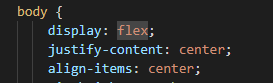 body {
display: flex;
justify-content: center;
align-items: center;